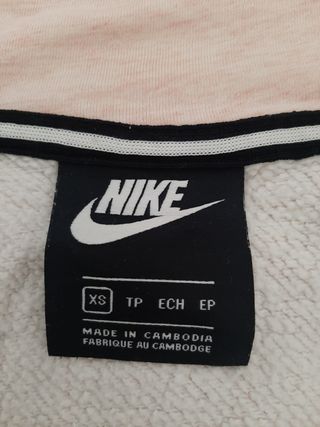 NIKE
XS TP ECH EP
MADE IN CAMBODIA
FABRIQUE AU CAMBODGE